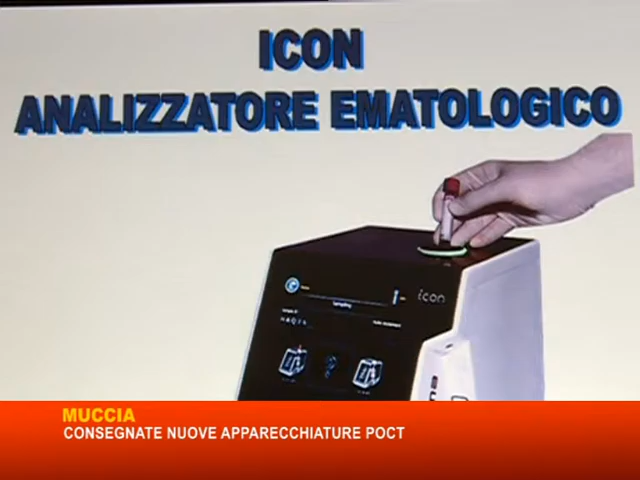 ICON
ANALIZZATORE EMATOLOGICO
icon
MUCCIA
CONSEGNATE NUOVE APPARECCHIATURE POCT